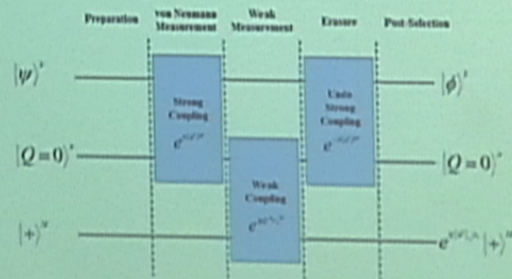 Preparation
von Neumann
Measurement
Weak
Measurement
Erasure
Post-Selection
|ψ⟩ˢ
Strong
Coupling
Undo
Strong
Coupling
|ϕ⟩ˢ
|Q = 0⟩
|Q = 0⟩
Weak
Coupling
|+⟩
|+⟩